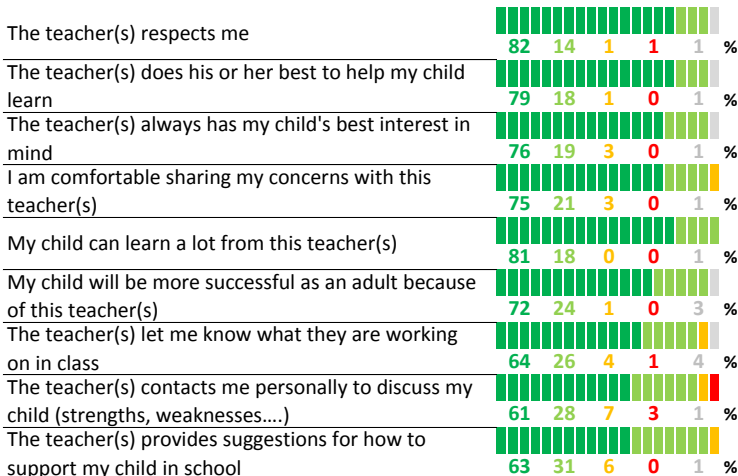 The teacher(s) respects me
82 14 1 1 1 %
The teacher(s) does his or her best to help my child
learn
79 18 1 0 1 %
The teacher(s) always has my child's best interest in
mind
76 19 3 0 1 %
I am comfortable sharing my concerns with this
teacher(s)
75 21 3 0 1 %
My child can learn a lot from this teacher(s)
81 18 0 0 1 %
My child will be more successful as an adult because
of this teacher(s)
72 24 1 0 3 %
The teacher(s) let me know what they are working
on in class
64 26 4 1 4 %
The teacher(s) contacts me personally to discuss my
child (strengths, weaknesses....)
61 28 7 3 1 %
The teacher(s) provides suggestions for how to
support my child in school
63 31 6 0 1 %